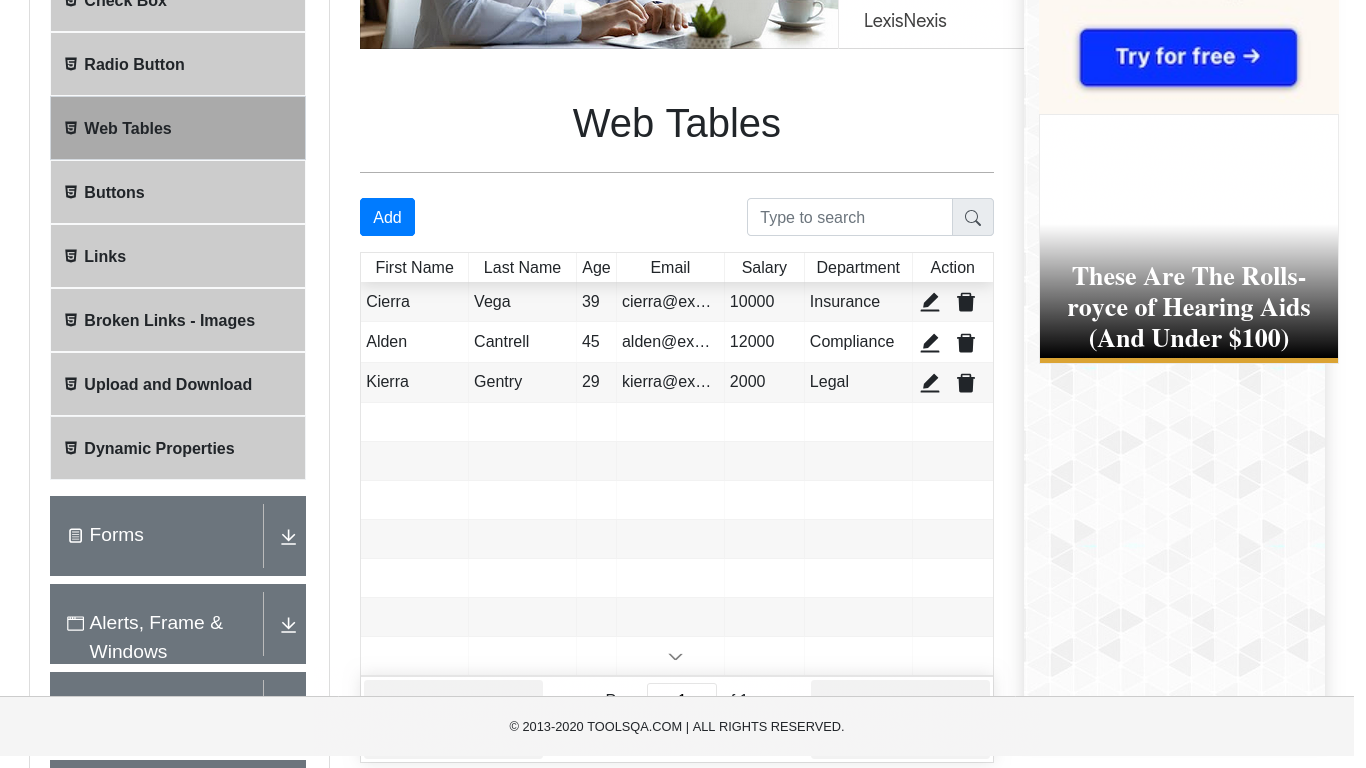 Check Box
Radio Button
Web Tables
Buttons
Links
Broken Links - Images
Upload and Download
Dynamic Properties
Forms
Alerts, Frame &
Windows
LexisNexis
Web Tables
Add
Type to search
First Name Last Name Age Email Salary Department Action
Cierra Vega 39 cierra@ex... 10000 Insurance
Alden Cantrell 45 alden@ex... 12000 Compliance
Kierra Gentry 29 kierra@ex... 2000 Legal
Try for free →
These Are The Rolls-
royce of Hearing Aids
(And Under $100)
© 2013-2020 TOOLSQA.COM | ALL RIGHTS RESERVED.